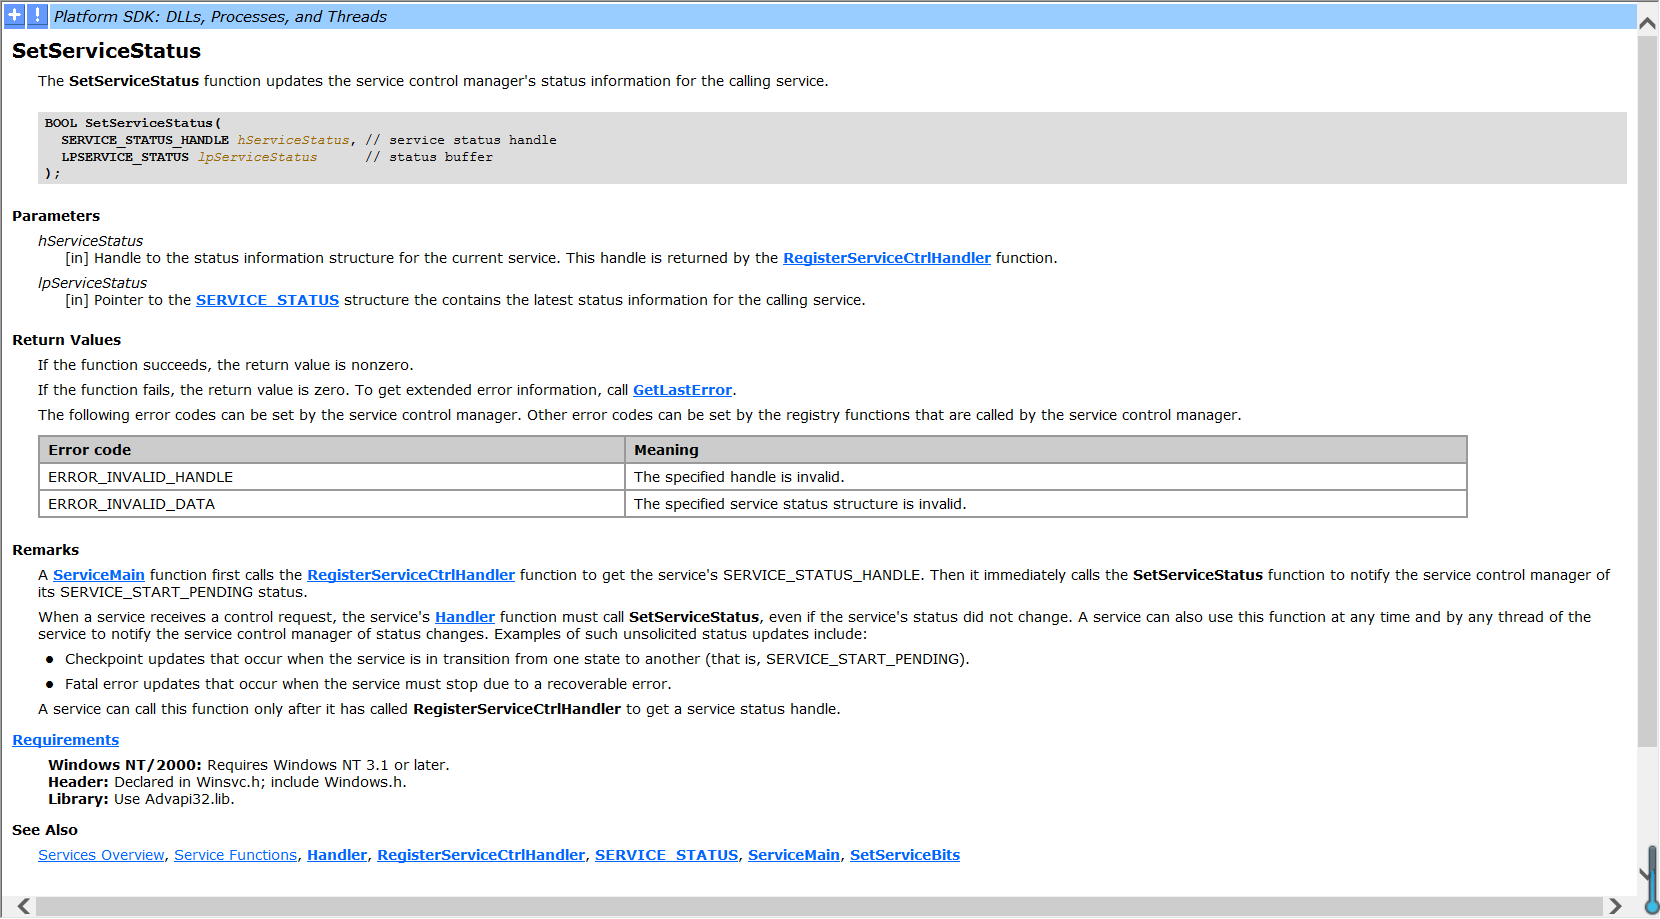 Platform SDK: DLLs, Processes, and Threads
SetServiceStatus
The SetServiceStatus function updates the service control manager's status information for the calling service.
BOOL SetServiceStatus(
SERVICE_STATUS_HANDLE hServiceStatus, // service status handle
LPSERVICE_STATUS lpServiceStatus // status buffer
);
Parameters
hServiceStatus
[in] Handle to the status information structure for the current service. This handle is returned by the RegisterServiceCtrlHandler function.
lpServiceStatus
[in] Pointer to the SERVICE_STATUS structure the contains the latest status information for the calling service.
Return Values
If the function succeeds, the return value is nonzero.
If the function fails, the return value is zero. To get extended error information, call GetLastError.
The following error codes can be set by the service control manager. Other error codes can be set by the registry functions that are called by the service control manager.
Error code Meaning
ERROR_INVALID_HANDLE The specified handle is invalid.
ERROR_INVALID_DATA The specified service status structure is invalid.
Remarks
A ServiceMain function first calls the RegisterServiceCtrlHandler function to get the service's SERVICE_STATUS_HANDLE. Then it immediately calls the SetServiceStatus function to notify the service control manager of
its SERVICE_START_PENDING status.
When a service receives a control request, the service's Handler function must call SetServiceStatus, even if the service's status did not change. A service can also use this function at any time and by any thread of the
service to notify the service control manager of status changes. Examples of such unsolicited status updates include:
● Checkpoint updates that occur when the service is in transition from one state to another (that is, SERVICE_START_PENDING).
● Fatal error updates that occur when the service must stop due to a recoverable error.
A service can call this function only after it has called RegisterServiceCtrlHandler to get a service status handle.
Requirements
Windows NT/2000: Requires Windows NT 3.1 or later.
Header: Declared in Winsvc.h; include Windows.h.
Library: Use Advapi32.lib.
See Also
Services Overview, Service Functions, Handler, RegisterServiceCtrlHandler, SERVICE_STATUS, ServiceMain, SetServiceBits